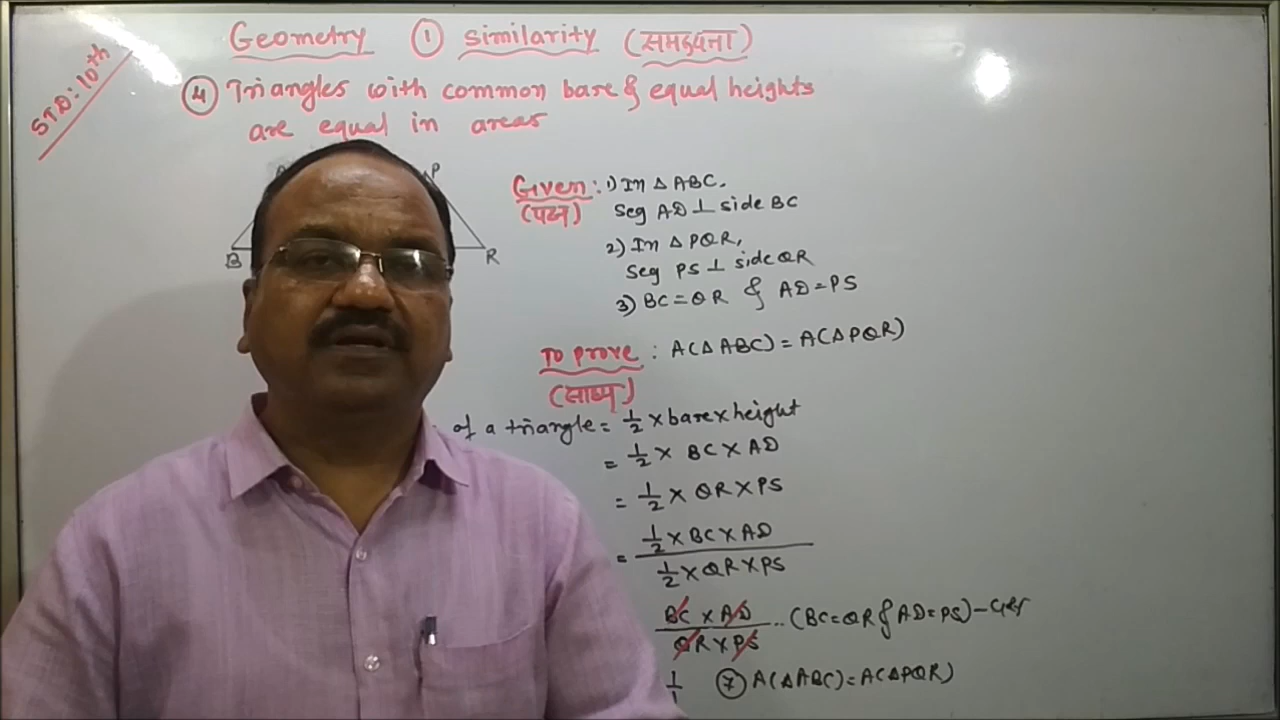 STD: 10th
Geometry ① Similarity (समरूपता)
④ Triangles with common base & equal heights
are equal in areas
P
B R
Given: 1) In △ ABC,
(पक्ष) Seg AD ⊥ side BC
2) In △ PQR,
Seg PS ⊥ side QR
3) BC = QR & AD = PS
To prove : A(△ ABC) = A(△ PQR)
(साध्य)
of a triangle = 1/2 × base × height
= 1/2 × BC × AD
= 1/2 × QR × PS
= 1/2 × BC × AD
1/2 × QR × PS
BC × AD .. (BC = QR & AD = PS) –
QR × PS
1/1 ⑦ A(△ ABC) = A(△ PQR)